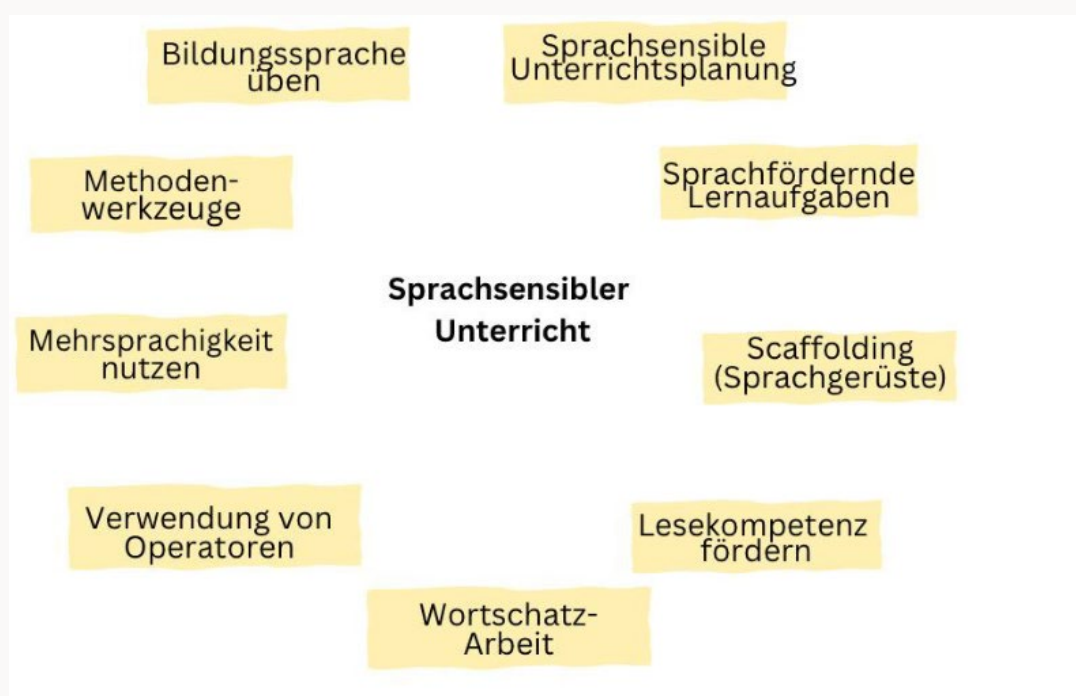 Bildungssprache
üben
Sprachsensible
Unterrichtsplanung
Methoden-
werkzeuge
Sprachfördernde
Lernaufgaben
Sprachsensibler
Unterricht
Mehrsprachigkeit
nutzen
Scaffolding
(Sprachgerüste)
Verwendung von
Operatoren
Lesekompetenz
fördern
Wortschatz-
Arbeit